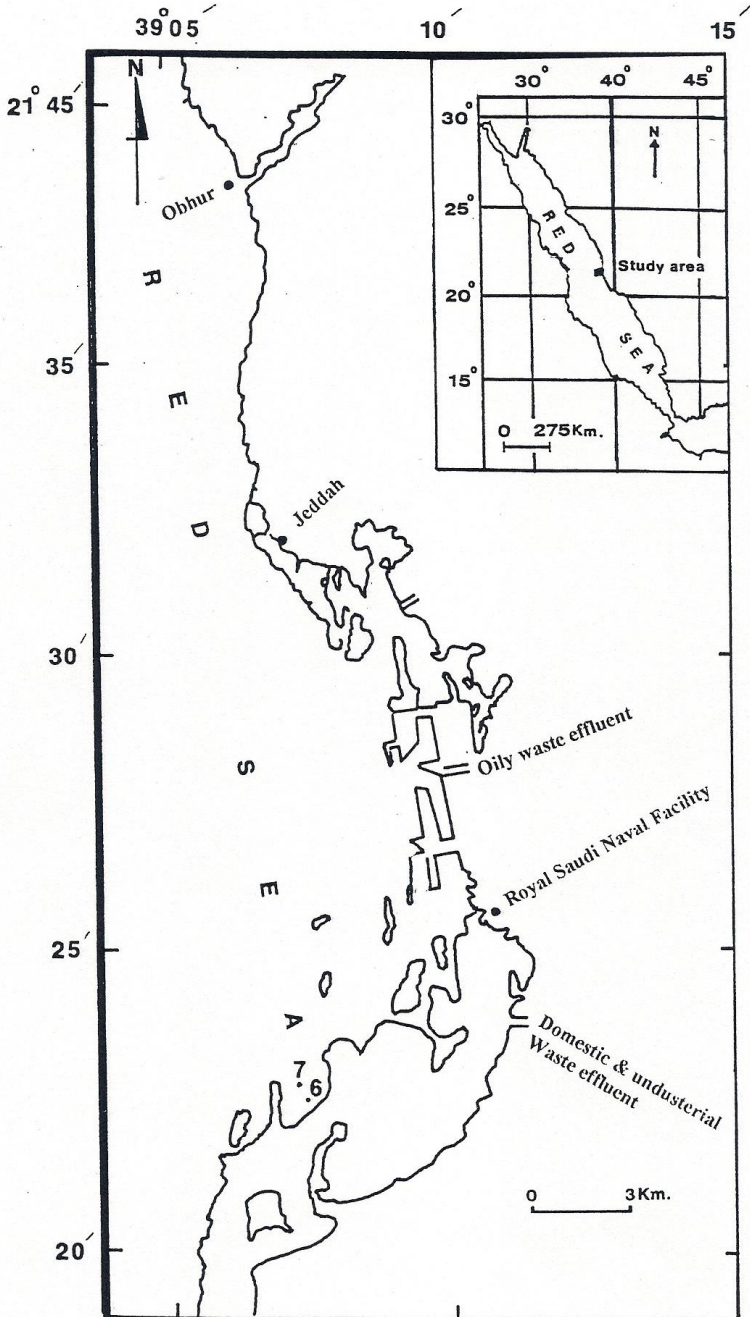 39° 05′
10′
15′
N
21° 45′
30° 40° 45°
30°
N
25°
RED
Study area
20°
SEA
15°
0 275Km.
Obhur
RED
35′
Jeddah
30′
Oily waste effluent
SEA
Royal Saudi Naval Facility
25′
Domestic & undusterial
Waste effluent
7
6
0 3Km.
20′